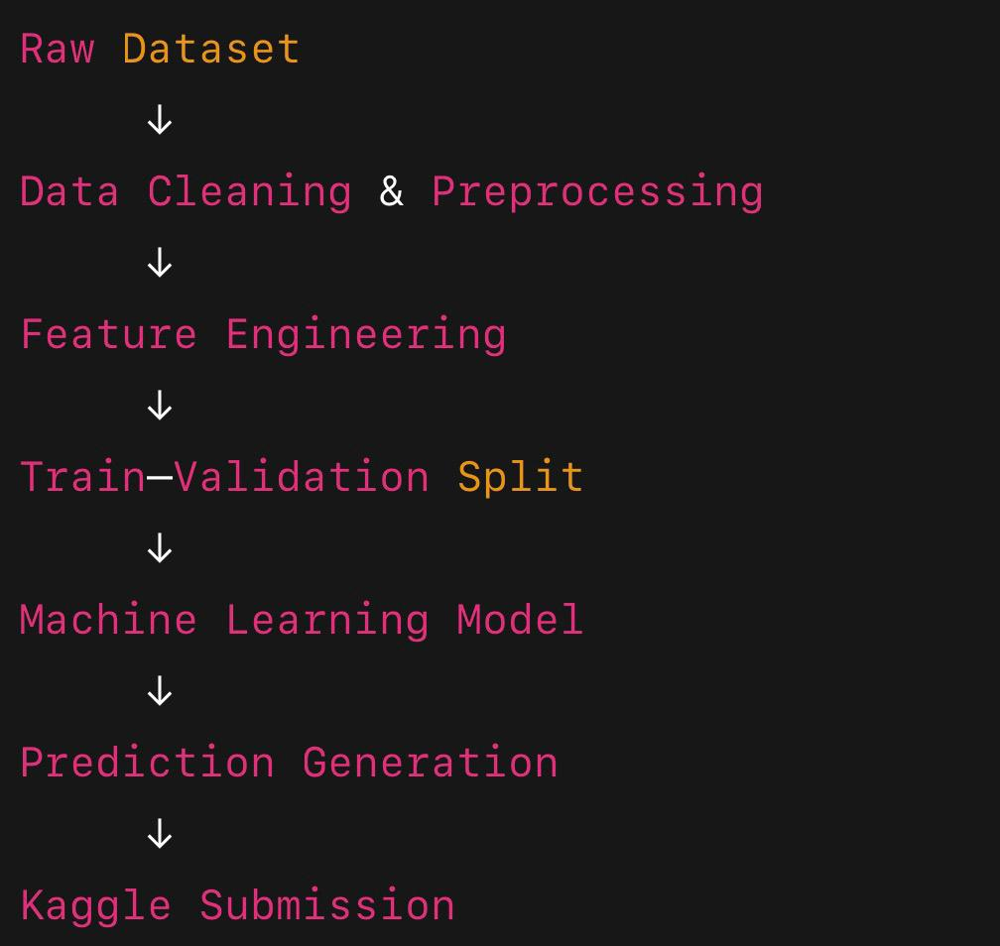 Raw Dataset
↓
Data Cleaning & Preprocessing
↓
Feature Engineering
↓
Train–Validation Split
↓
Machine Learning Model
↓
Prediction Generation
↓
Kaggle Submission